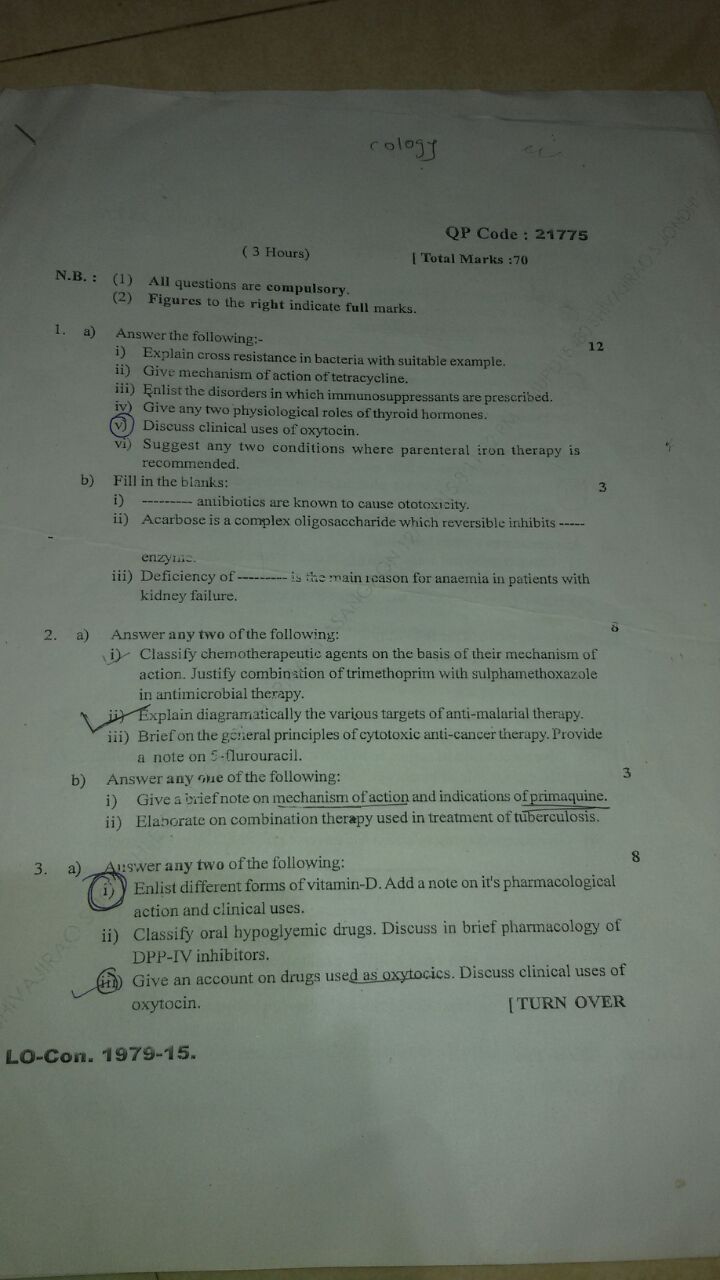 cology
QP Code : 21775
( 3 Hours)
[ Total Marks :70
N.B. : (1) All questions are compulsory.
(2) Figures to the right indicate full marks.
1. a) Answer the following:- 12
i) Explain cross resistance in bacteria with suitable example.
ii) Give mechanism of action of tetracycline.
iii) Enlist the disorders in which immunosuppressants are prescribed.
iv) Give any two physiological roles of thyroid hormones.
v) Discuss clinical uses of oxytocin.
vi) Suggest any two conditions where parenteral iron therapy is
recommended.
b) Fill in the blanks: 3
i) --------- antibiotics are known to cause ototoxicity.
ii) Acarbose is a complex oligosaccharide which reversible inhibits -----
enzyme.
iii) Deficiency of --------- is the main reason for anaemia in patients with
kidney failure.
2. a) Answer any two of the following: 8
i) Classify chemotherapeutic agents on the basis of their mechanism of
action. Justify combination of trimethoprim with sulphamethoxazole
in antimicrobial therapy.
ii) Explain diagramatically the various targets of anti-malarial therapy.
iii) Brief on the general principles of cytotoxic anti-cancer therapy. Provide
a note on 5-flurouracil.
b) Answer any one of the following: 3
i) Give a brief note on mechanism of action and indications of primaquine.
ii) Elaborate on combination therapy used in treatment of tuberculosis.
3. a) Answer any two of the following: 8
i) Enlist different forms of vitamin-D. Add a note on it's pharmacological
action and clinical uses.
ii) Classify oral hypoglyemic drugs. Discuss in brief pharmacology of
DPP-IV inhibitors.
iii) Give an account on drugs used as oxytocics. Discuss clinical uses of
oxytocin.
[ TURN OVER
LO-Con. 1979-15.